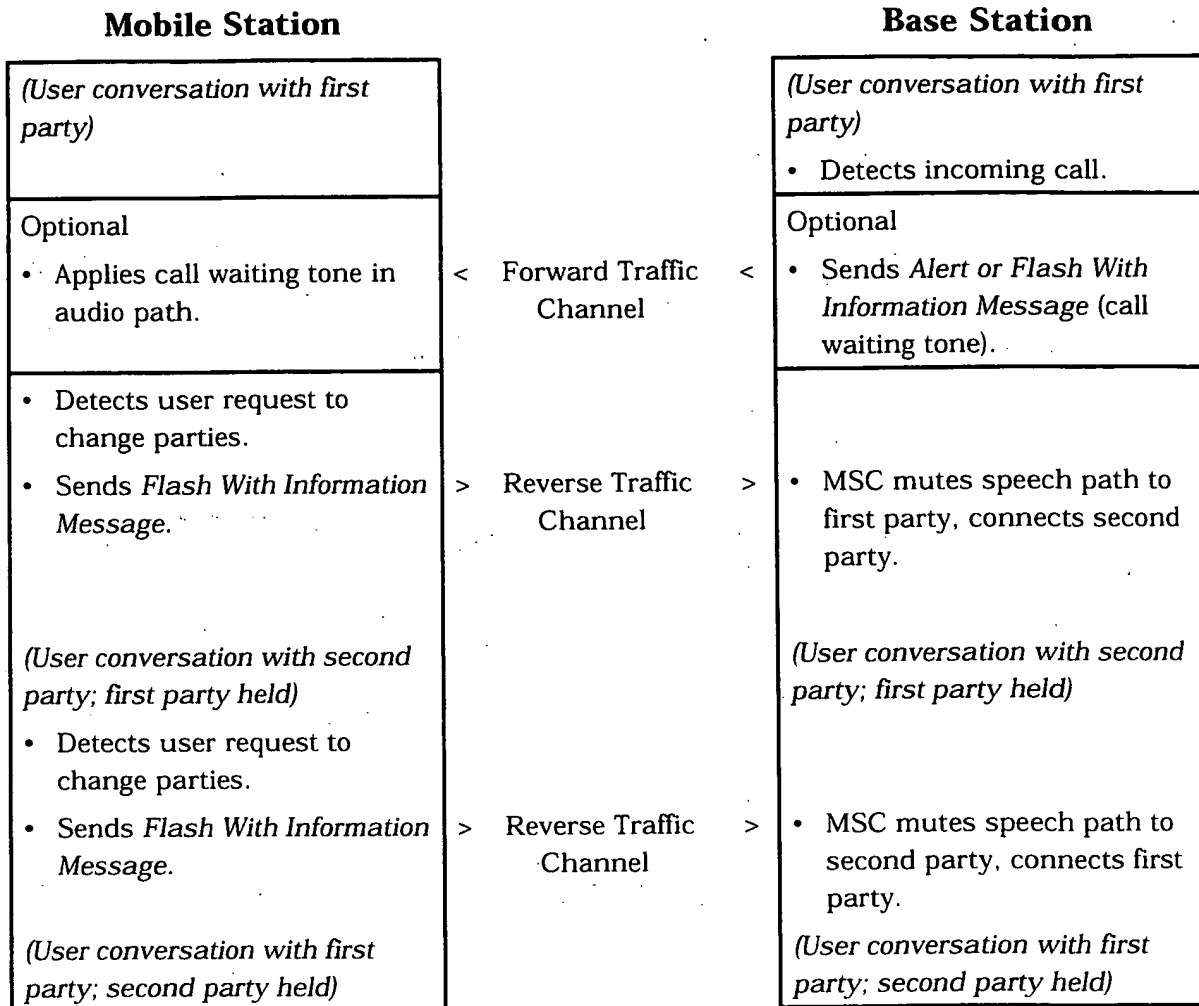 Mobile Station
Base Station
(User conversation with first
party)
(User conversation with first
party)
• Detects incoming call.
Optional
• Applies call waiting tone in
audio path.
< Forward Traffic <
Channel
Optional
• Sends Alert or Flash With
Information Message (call
waiting tone).
• Detects user request to
change parties.
• Sends Flash With Information
Message.
> Reverse Traffic >
Channel
• MSC mutes speech path to
first party, connects second
party.
(User conversation with second
party; first party held)
(User conversation with second
party; first party held)
• Detects user request to
change parties.
• Sends Flash With Information
Message.
> Reverse Traffic >
Channel
• MSC mutes speech path to
second party, connects first
party.
(User conversation with first
party; second party held)
(User conversation with first
party; second party held)